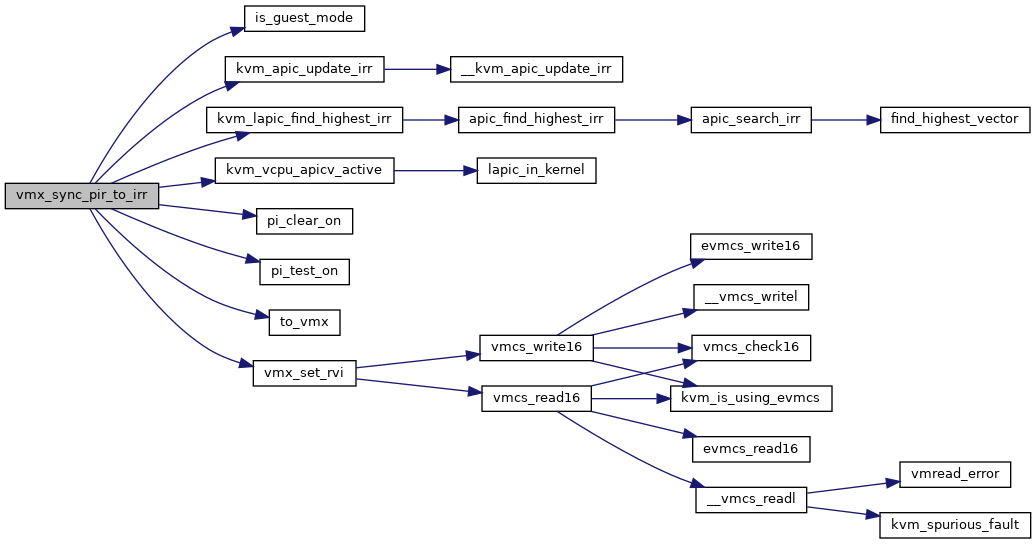 is_guest_mode
kvm_apic_update_irr
__kvm_apic_update_irr
kvm_lapic_find_highest_irr
apic_find_highest_irr
apic_search_irr
find_highest_vector
kvm_vcpu_apicv_active
lapic_in_kernel
vmx_sync_pir_to_irr
pi_clear_on
pi_test_on
to_vmx
vmx_set_rvi
evmcs_write16
__vmcs_writel
vmcs_write16
vmcs_check16
vmcs_read16
kvm_is_using_evmcs
evmcs_read16
__vmcs_readl
vmread_error
kvm_spurious_fault